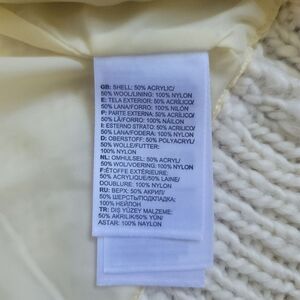 GB: SHELL: 50% ACRYLIC/
50% WOOL/LINING: 100% NYLON
E: TELA EXTERIOR: 50% ACRÍLICO/
50% LANA/FORRO: 100% NILON
P: PARTE EXTERNA: 50% ACRÍLICO/
50% LÃ/FORRO: 100% NÁILON
I: ESTERNO STRATO: 50% ACRILICO/
50% LANA/FODERA: 100% NYLON
D: OBERSTOFF: 50% POLYACRYL/
50% WOLLE/FUTTER:
100% NYLON
NL: OMHULSEL: 50% ACRYL/
50% WOL/VOERING: 100% NYLON
F:ÉTOFFE EXTÉRIEURE:
50% ACRYLIQUE/50% LAINE/
DOUBLURE: 100% NYLON
RU: ВЕРХ: 50% АКРИЛ/
50% ШЕРСТЬ/ПОДКЛАДКА:
100% НЕЙЛОН
TR: DIŞ YÜZEY MALZEME:
50% AKRİLİK/50% YÜN/
ASTAR: 100% NAYLON